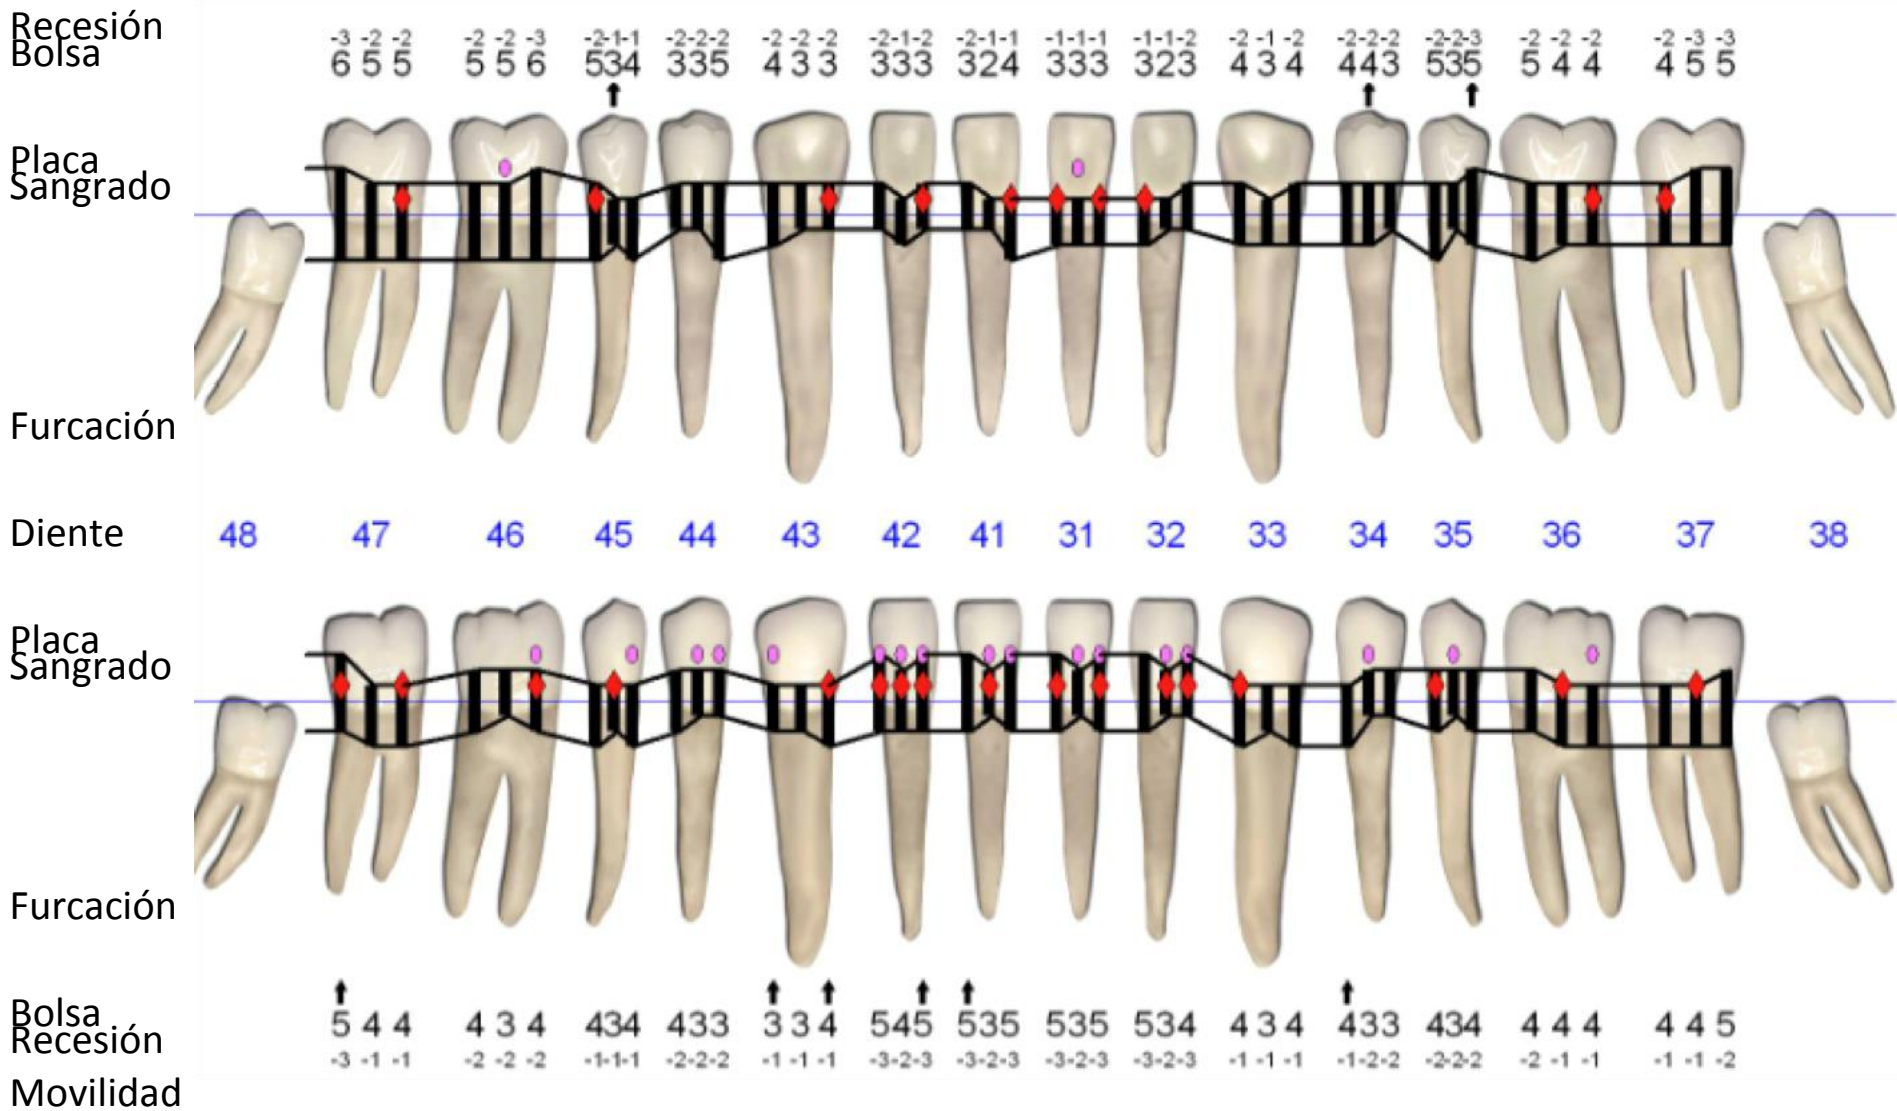 Recesión -3 -2 -2 -2 -2 -3 -2-1-1 -2-2-2 -2 -2 -2 -2-1-2 -2-1-1 -1-1-1 -1-1-2 -2 -1 -2 -2-2-2 -2-2-3 -2 -2 -2 -2 -3 -3
Bolsa 6 5 5 5 5 6 534 335 4 3 3 333 324 333 323 4 3 4 443 535 5 4 4 4 5 5
Placa
Sangrado
Furcación
Diente 48 47 46 45 44 43 42 41 31 32 33 34 35 36 37 38
Placa
Sangrado
Furcación
Bolsa 5 4 4 4 3 4 434 433 3 3 4 545 535 535 534 4 3 4 433 434 4 4 4 4 4 5
Recesión -3 -1 -1 -2 -2 -2 -1-1-1 -2-2-2 -1 -1 -1 -3-2-3 -3-2-3 -3-2-3 -3-2-3 -1 -1 -1 -1-2-2 -2-2-2 -2 -1 -1 -1 -1 -2
Movilidad